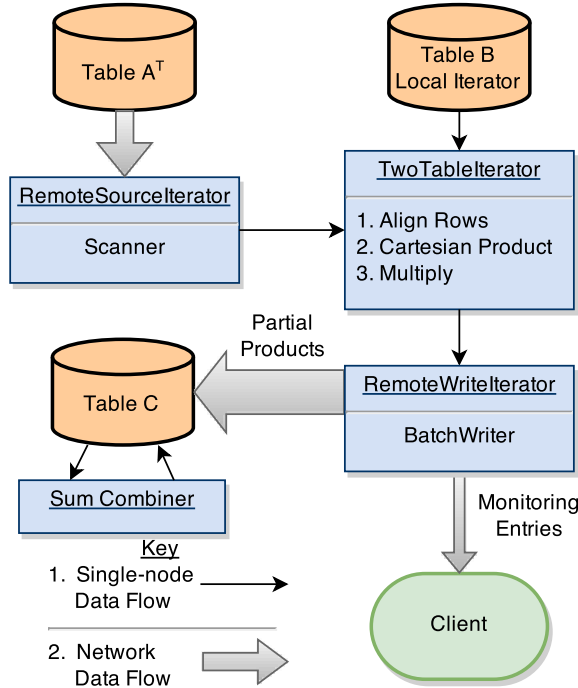 Table Aᵀ
Table B
Local Iterator
RemoteSourceIterator
Scanner
TwoTableIterator
1. Align Rows
2. Cartesian Product
3. Multiply
Partial
Products
Table C
RemoteWriteIterator
BatchWriter
Sum Combiner
Monitoring
Entries
Key
1. Single-node
Data Flow
2. Network
Data Flow
Client